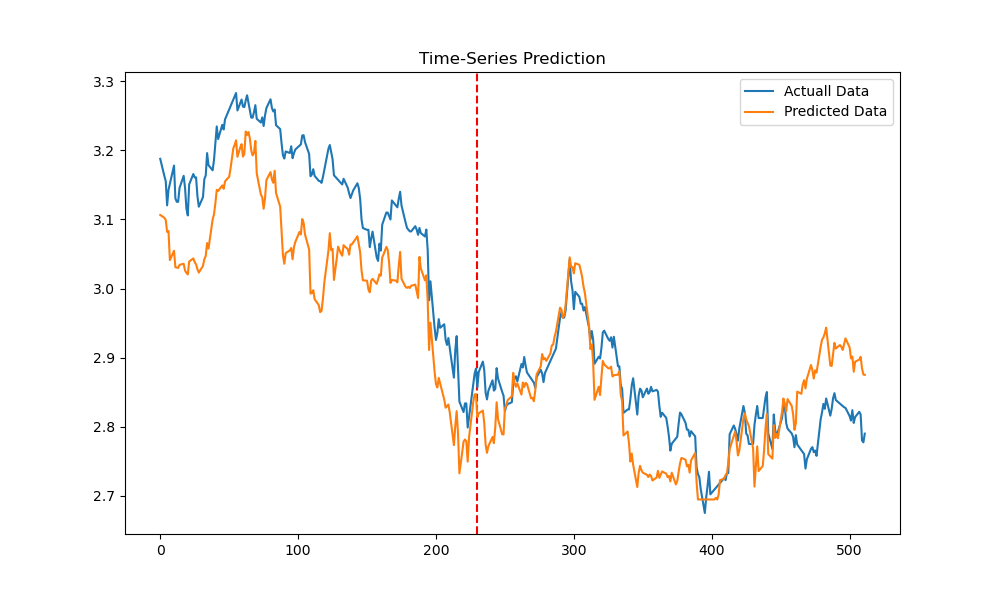 Time-Series Prediction
Actuall Data
Predicted Data
3.3
3.2
3.1
3.0
2.9
2.8
2.7
0 100 200 300 400 500